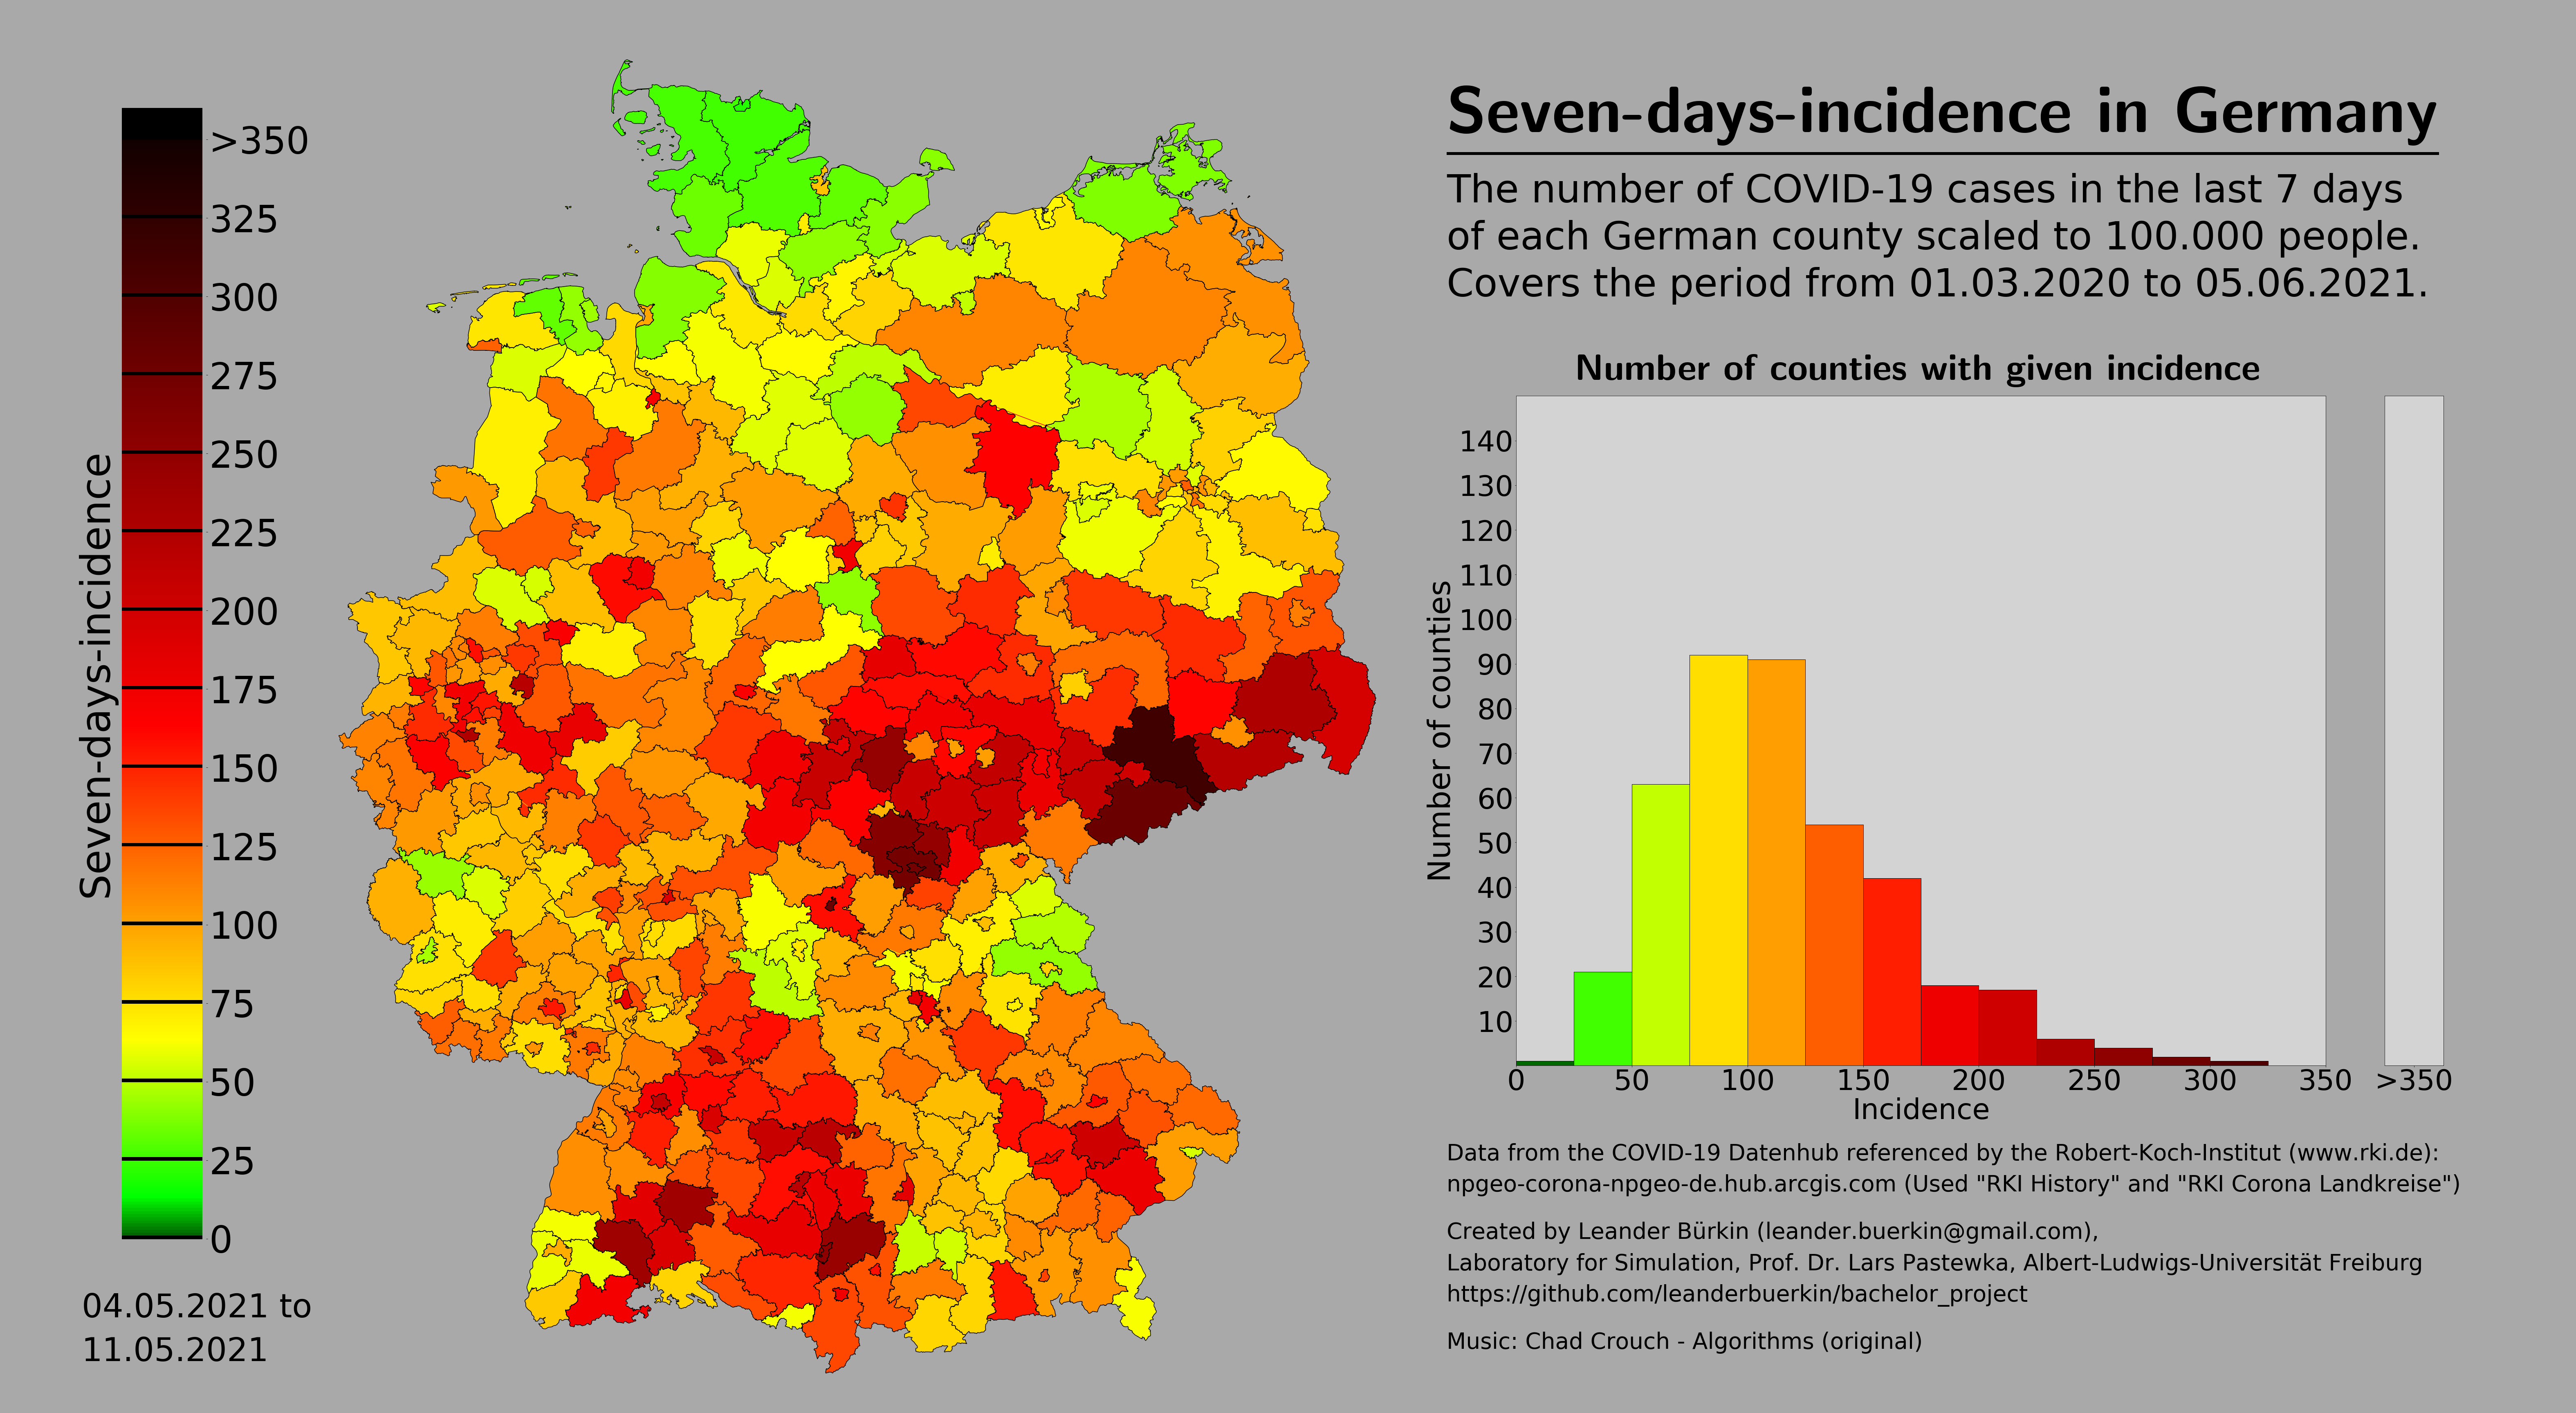 Seven-days-incidence in Germany
The number of COVID-19 cases in the last 7 days
of each German county scaled to 100.000 people.
Covers the period from 01.03.2020 to 05.06.2021.
Seven-days-incidence
>350
325
300
275
250
225
200
175
150
125
100
75
50
25
0
04.05.2021 to
11.05.2021
Number of counties with given incidence
Number of counties
140
130
120
110
100
90
80
70
60
50
40
30
20
10
0 50 100 150 200 250 300 350 >350
Incidence
Data from the COVID-19 Datenhub referenced by the Robert-Koch-Institut (www.rki.de):
npgeo-corona-npgeo-de.hub.arcgis.com (Used "RKI History" and "RKI Corona Landkreise")
Created by Leander Bürkin (leander.buerkin@gmail.com),
Laboratory for Simulation, Prof. Dr. Lars Pastewka, Albert-Ludwigs-Universität Freiburg
https://github.com/leanderbuerkin/bachelor_project
Music: Chad Crouch - Algorithms (original)